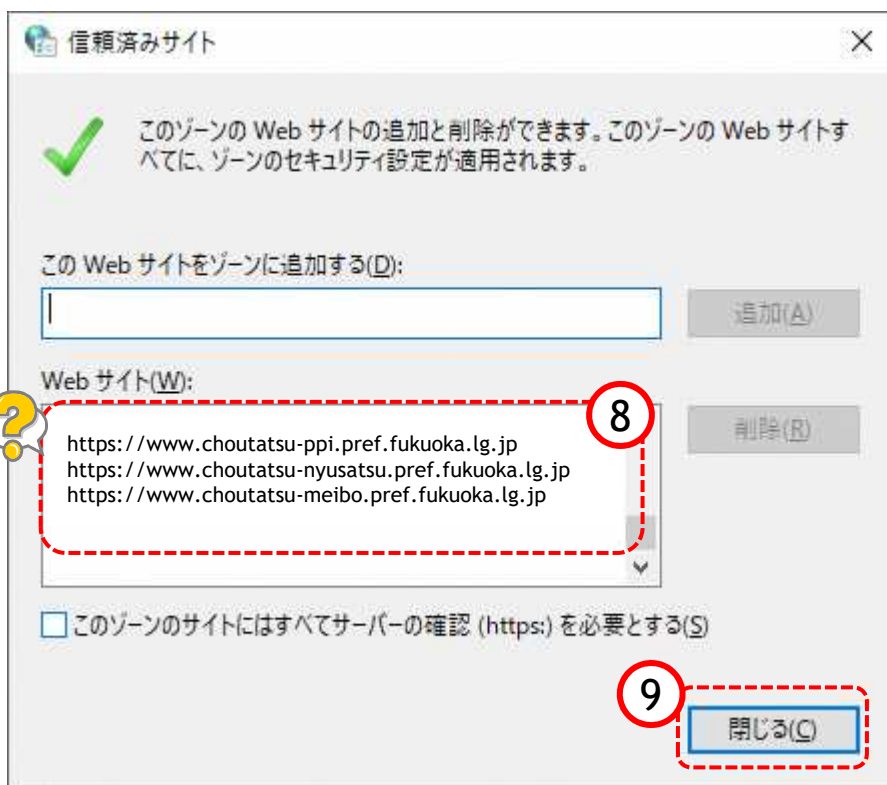 信頼済みサイト
このゾーンの Web サイトの追加と削除ができます。このゾーンの Web サイトす
べてに、ゾーンのセキュリティ設定が適用されます。
この Web サイトをゾーンに追加する(D):
追加(A)
Web サイト(W):
?
8
https://www.choutatsu-ppi.pref.fukuoka.lg.jp
https://www.choutatsu-nyusatsu.pref.fukuoka.lg.jp
https://www.choutatsu-meibo.pref.fukuoka.lg.jp
削除(R)
このゾーンのサイトにはすべてサーバーの確認 (https:) を必要とする(S)
9
閉じる(C)